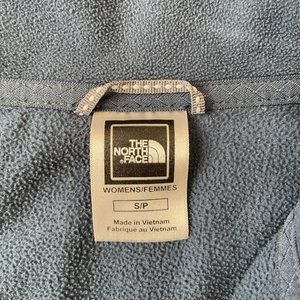 THE
NORTH
FACE
WOMENS/FEMMES
S/P
Made in Vietnam
Fabriqué au Vietnam